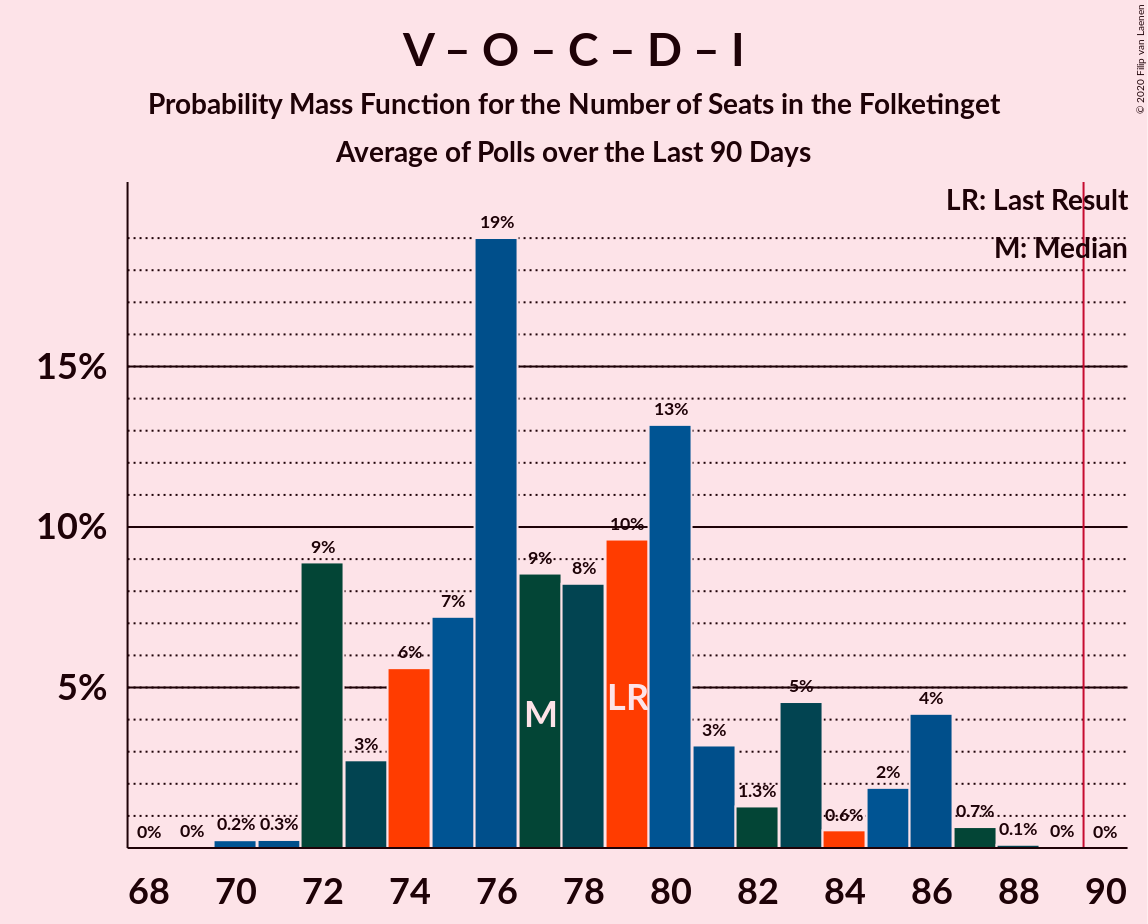 V – O – C – D – I
Probability Mass Function for the Number of Seats in the Folketinget
Average of Polls over the Last 90 Days
© 2020 Filip van Laenen
LR: Last Result
M: Median
19%
15%
13%
10%
10%
9%
9%
8%
7%
6%
5%
5%
4%
3%
3%
2%
1.3%
0.7%
0.6%
0.3%
0.2%
0.1%
0%
0%
0%
0%
M
LR
68 70 72 74 76 78 80 82 84 86 88 90